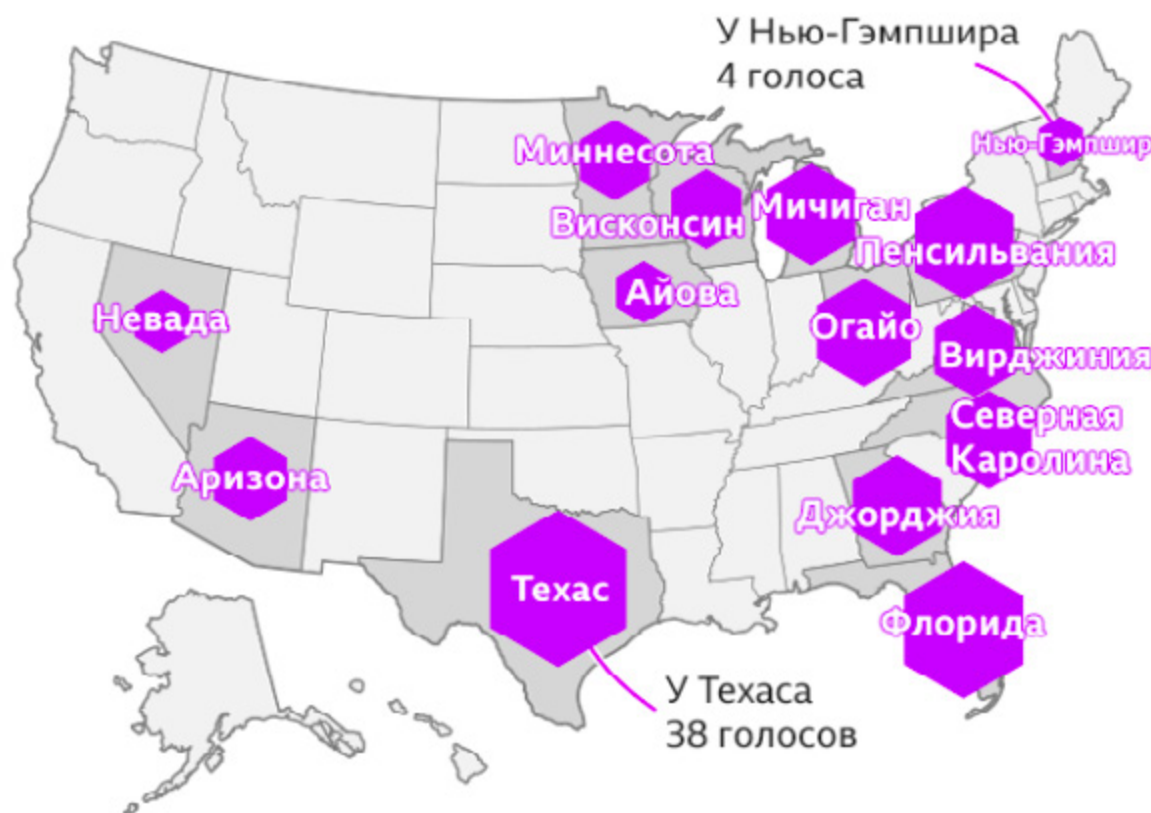 У Нью-Гэмпшира
4 голоса
Нью-Гэмпшир
Миннесота
Висконсин
Мичиган
Пенсильвания
Айова
Невада
Огайо
Вирджиния
Северная
Каролина
Аризона
Джорджия
Техас
Флорида
У Техаса
38 голосов